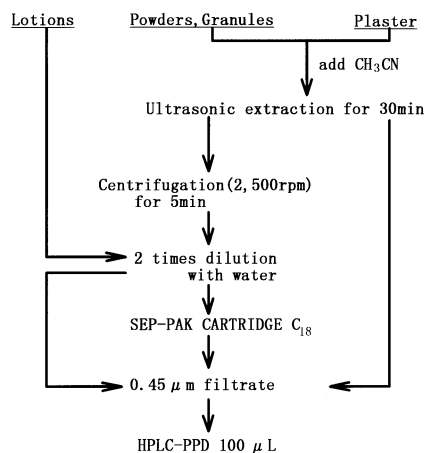 Lotions Powders, Granules Plaster
add CH₃CN
Ultrasonic extraction for 30min
Centrifugation(2,500rpm)
for 5min
2 times dilution
with water
SEP-PAK CARTRIDGE C₁₈
0.45 μm filtrate
HPLC-PPD 100 μL